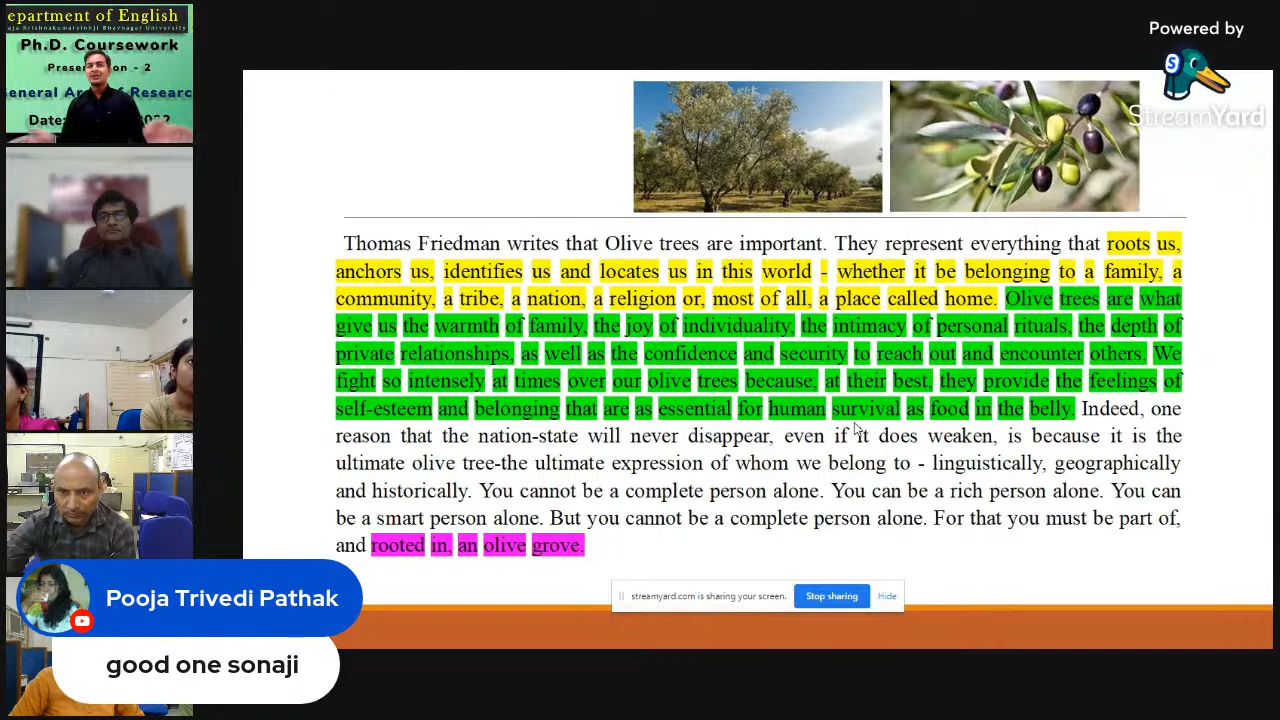 epartment of English
aja Krishnakumarsinhji Bhavnagar University
Ph.D. Coursework
on - 2
Date:
Powered by
StreamYard
Thomas Friedman writes that Olive trees are important. They represent everything that roots us,
anchors us, identifies us and locates us in this world - whether it be belonging to a family, a
community, a tribe, a nation, a religion or, most of all, a place called home. Olive trees are what
give us the warmth of family, the joy of individuality, the intimacy of personal rituals, the depth of
private relationships, as well as the confidence and security to reach out and encounter others. We
fight so intensely at times over our olive trees because, at their best, they provide the feelings of
self-esteem and belonging that are as essential for human survival as food in the belly. Indeed, one
reason that the nation-state will never disappear, even if it does weaken, is because it is the
ultimate olive tree-the ultimate expression of whom we belong to - linguistically, geographically
and historically. You cannot be a complete person alone. You can be a rich person alone. You can
be a smart person alone. But you cannot be a complete person alone. For that you must be part of,
and rooted in, an olive grove.
streamyard.com is sharing your screen.
Stop sharing
Hide
Pooja Trivedi Pathak
good one sonaji